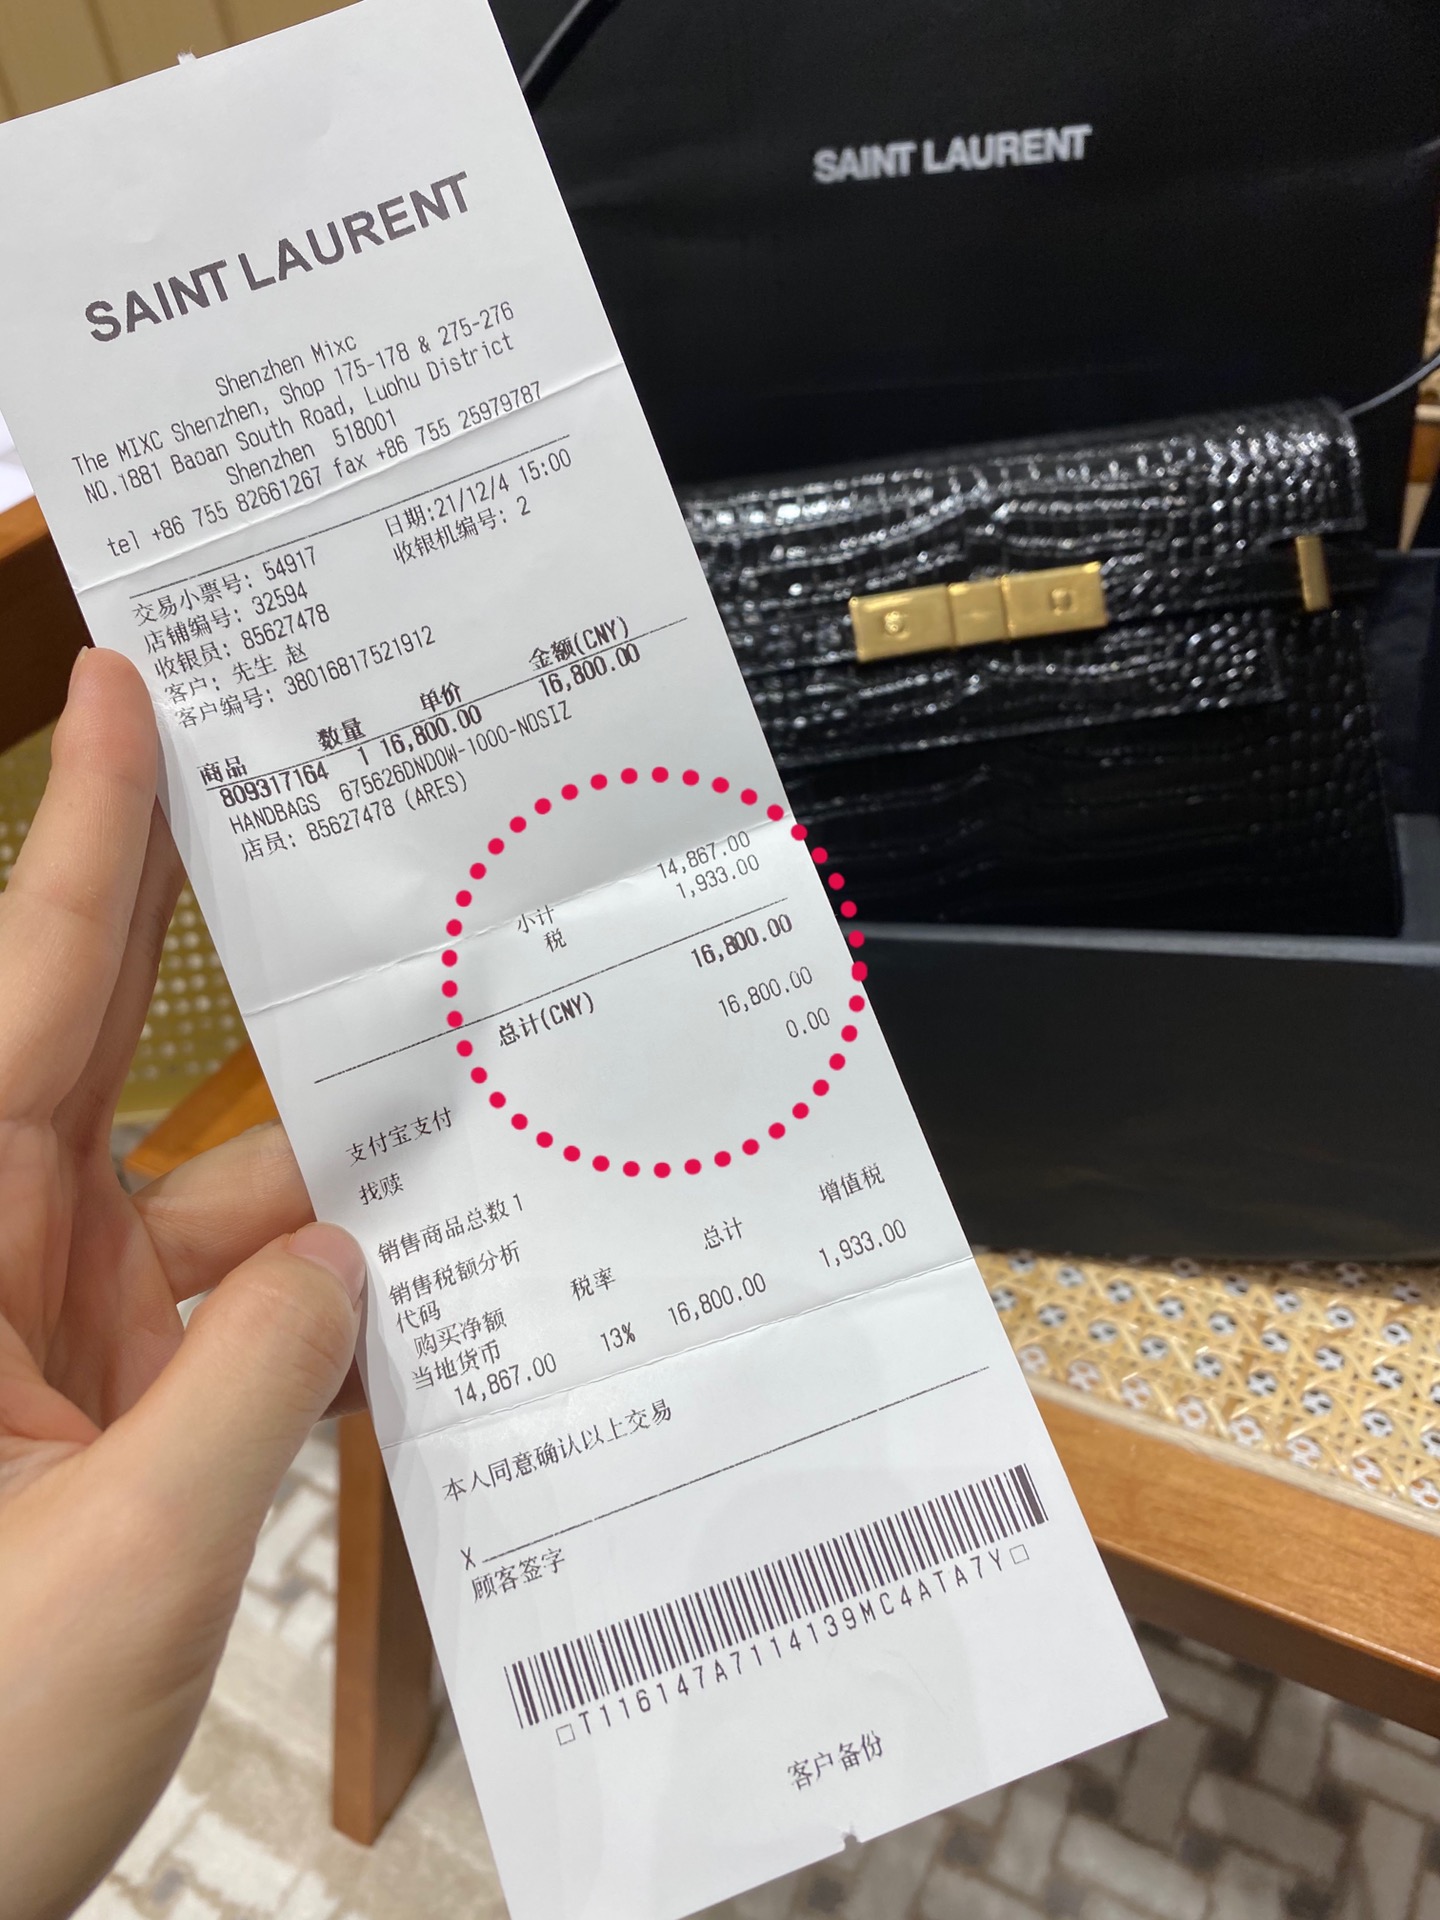 SAINT LAURENT
SAINT LAURENT
Shenzhen Mixc
The MIXC Shenzhen, Shop 175-178 & 275-276
NO.1881 Baoan South Road, Luohu District
Shenzhen 518001
tel +86 755 82661267 fax +86 755 25979787
日期:21/12/4 15:00
交易小票号: 54917 收银机编号: 2
店铺编号: 32594
收银员: 85627478
客户: 先生 赵
客户编号: 38016817521912
商品 数量 单价 金额(CNY)
809317164 1 16,800.00 16,800.00
HANDBAGS 675626DNDOW-1000-NOSIZ
店员: 85627478 (ARES)
小计 14,867.00
税 1,933.00
总计(CNY) 16,800.00
支付宝支付 16,800.00
找赎 0.00
销售商品总数 1
销售税额分析
代码 税率 总计 增值税
购买净额
当地货币
14,867.00 13% 16,800.00 1,933.00
本人同意确认以上交易
X
顾客签字
T116147A7114139MC4ATA7Y
客户备份